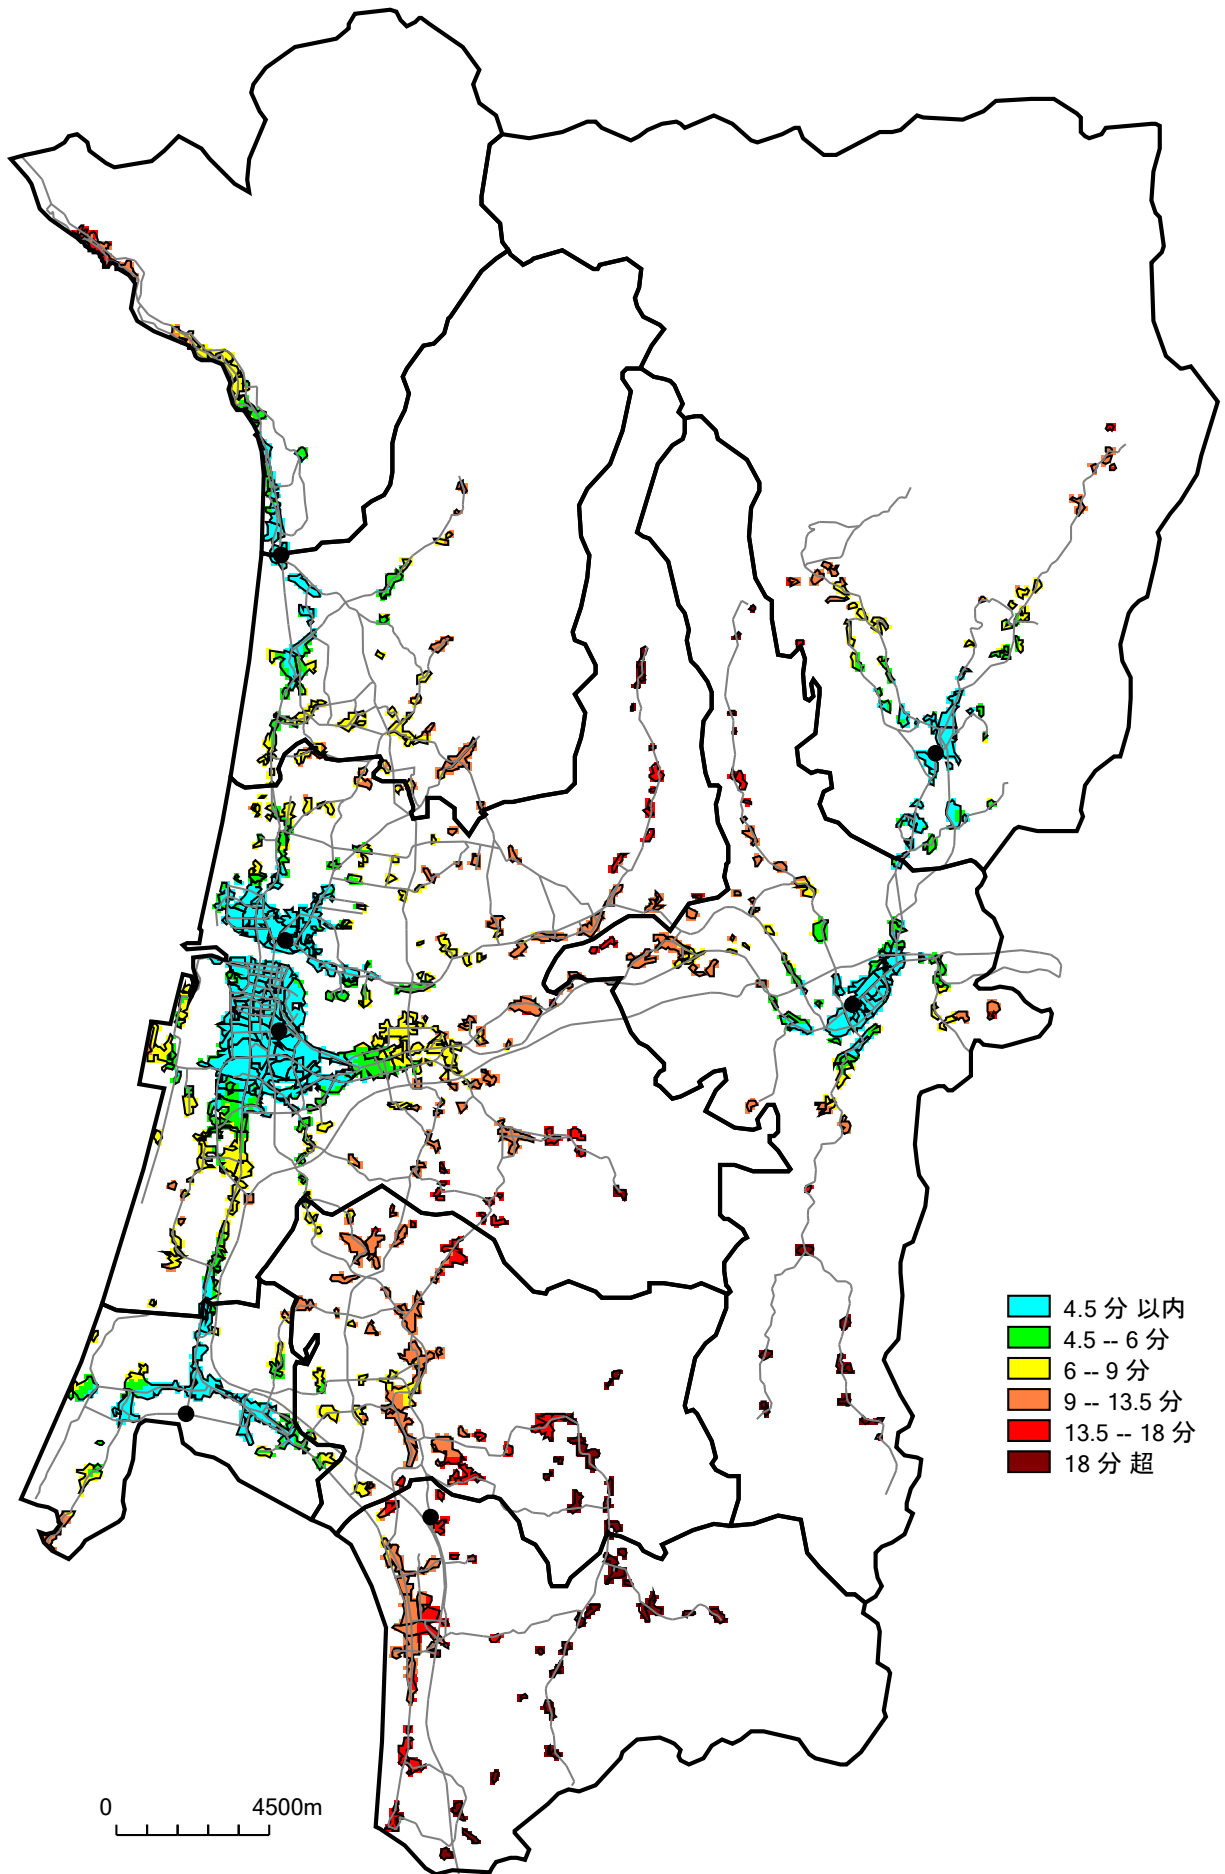 4.5 分 以内
4.5 -- 6 分
6 -- 9 分
9 -- 13.5 分
13.5 -- 18 分
18 分 超
0 4500m